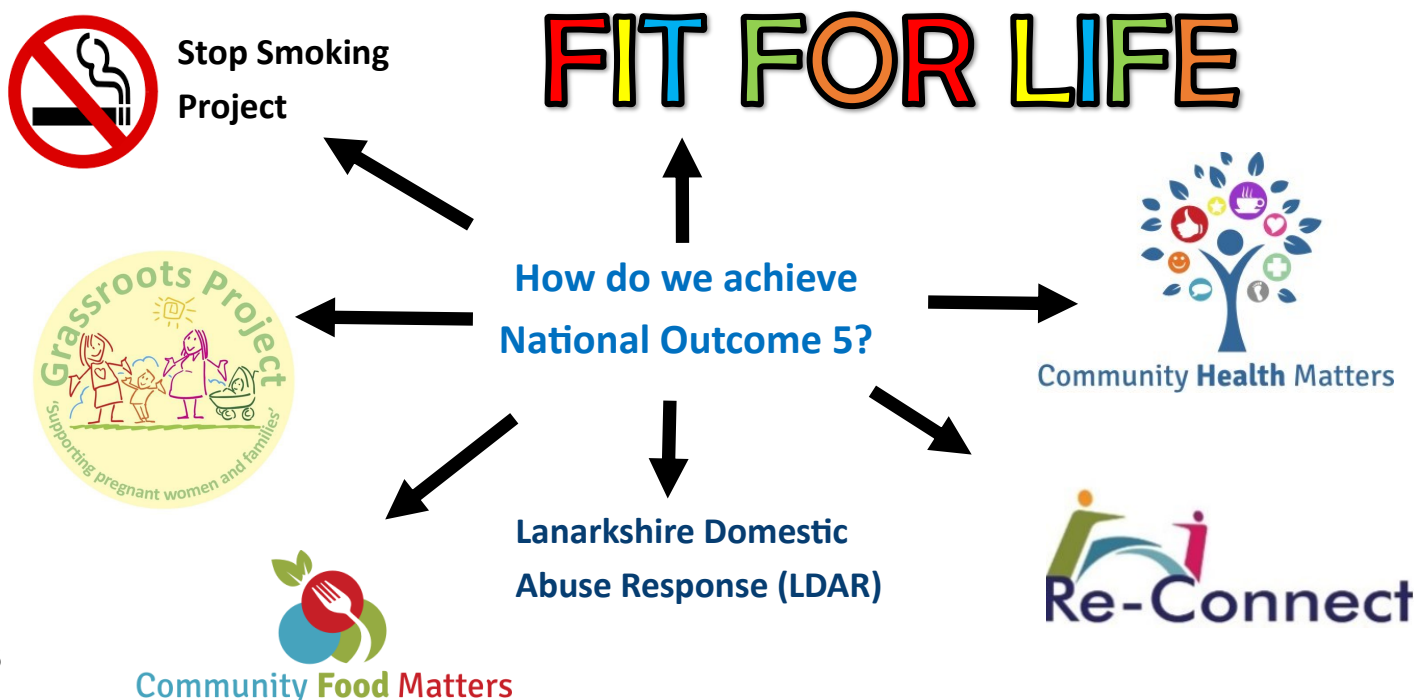 Stop Smoking
Project
FIT FOR LIFE
How do we achieve
National Outcome 5?
Grassroots Project
'Supporting pregnant women and families'
Community Health Matters
Lanarkshire Domestic
Abuse Response (LDAR)
Re-Connect
Community Food Matters